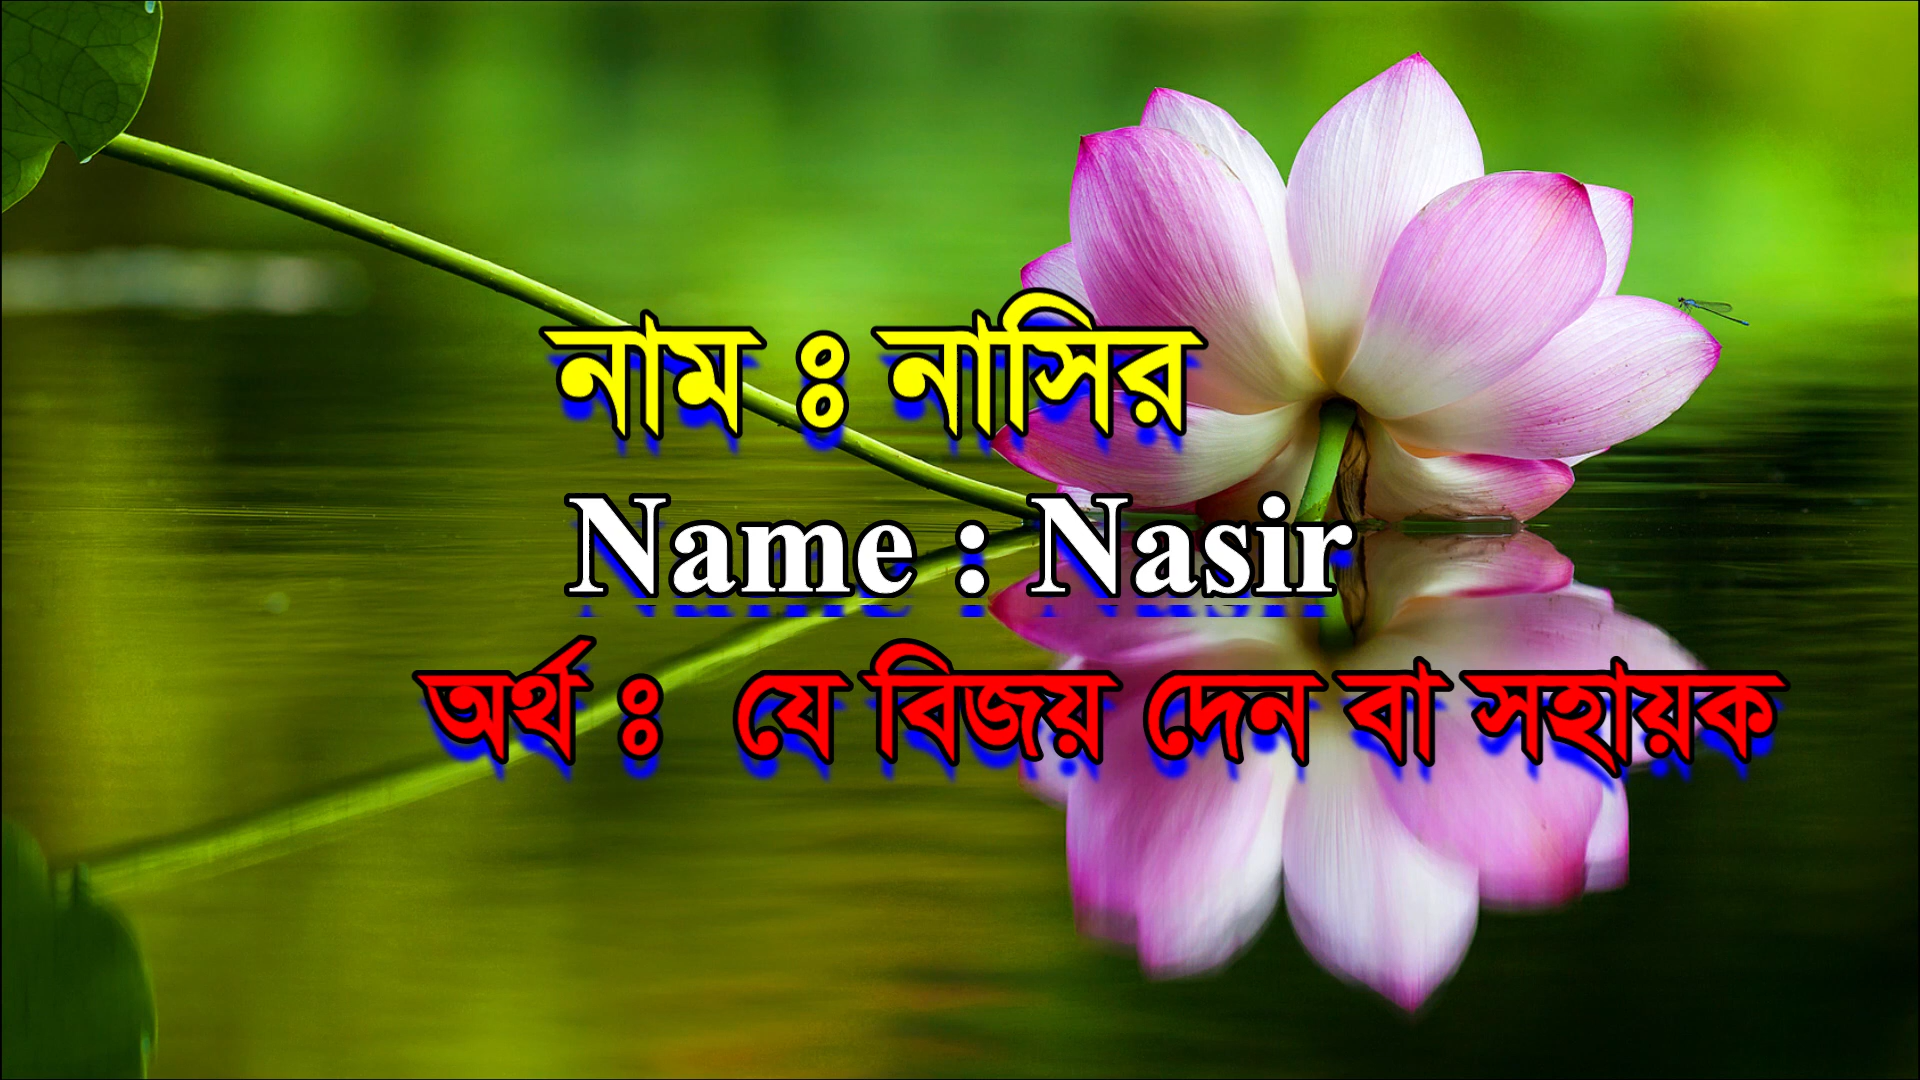 নাম ঃ নাসির
Name : Nasir
অর্থ ঃ যে বিজয় দেন বা সহায়ক